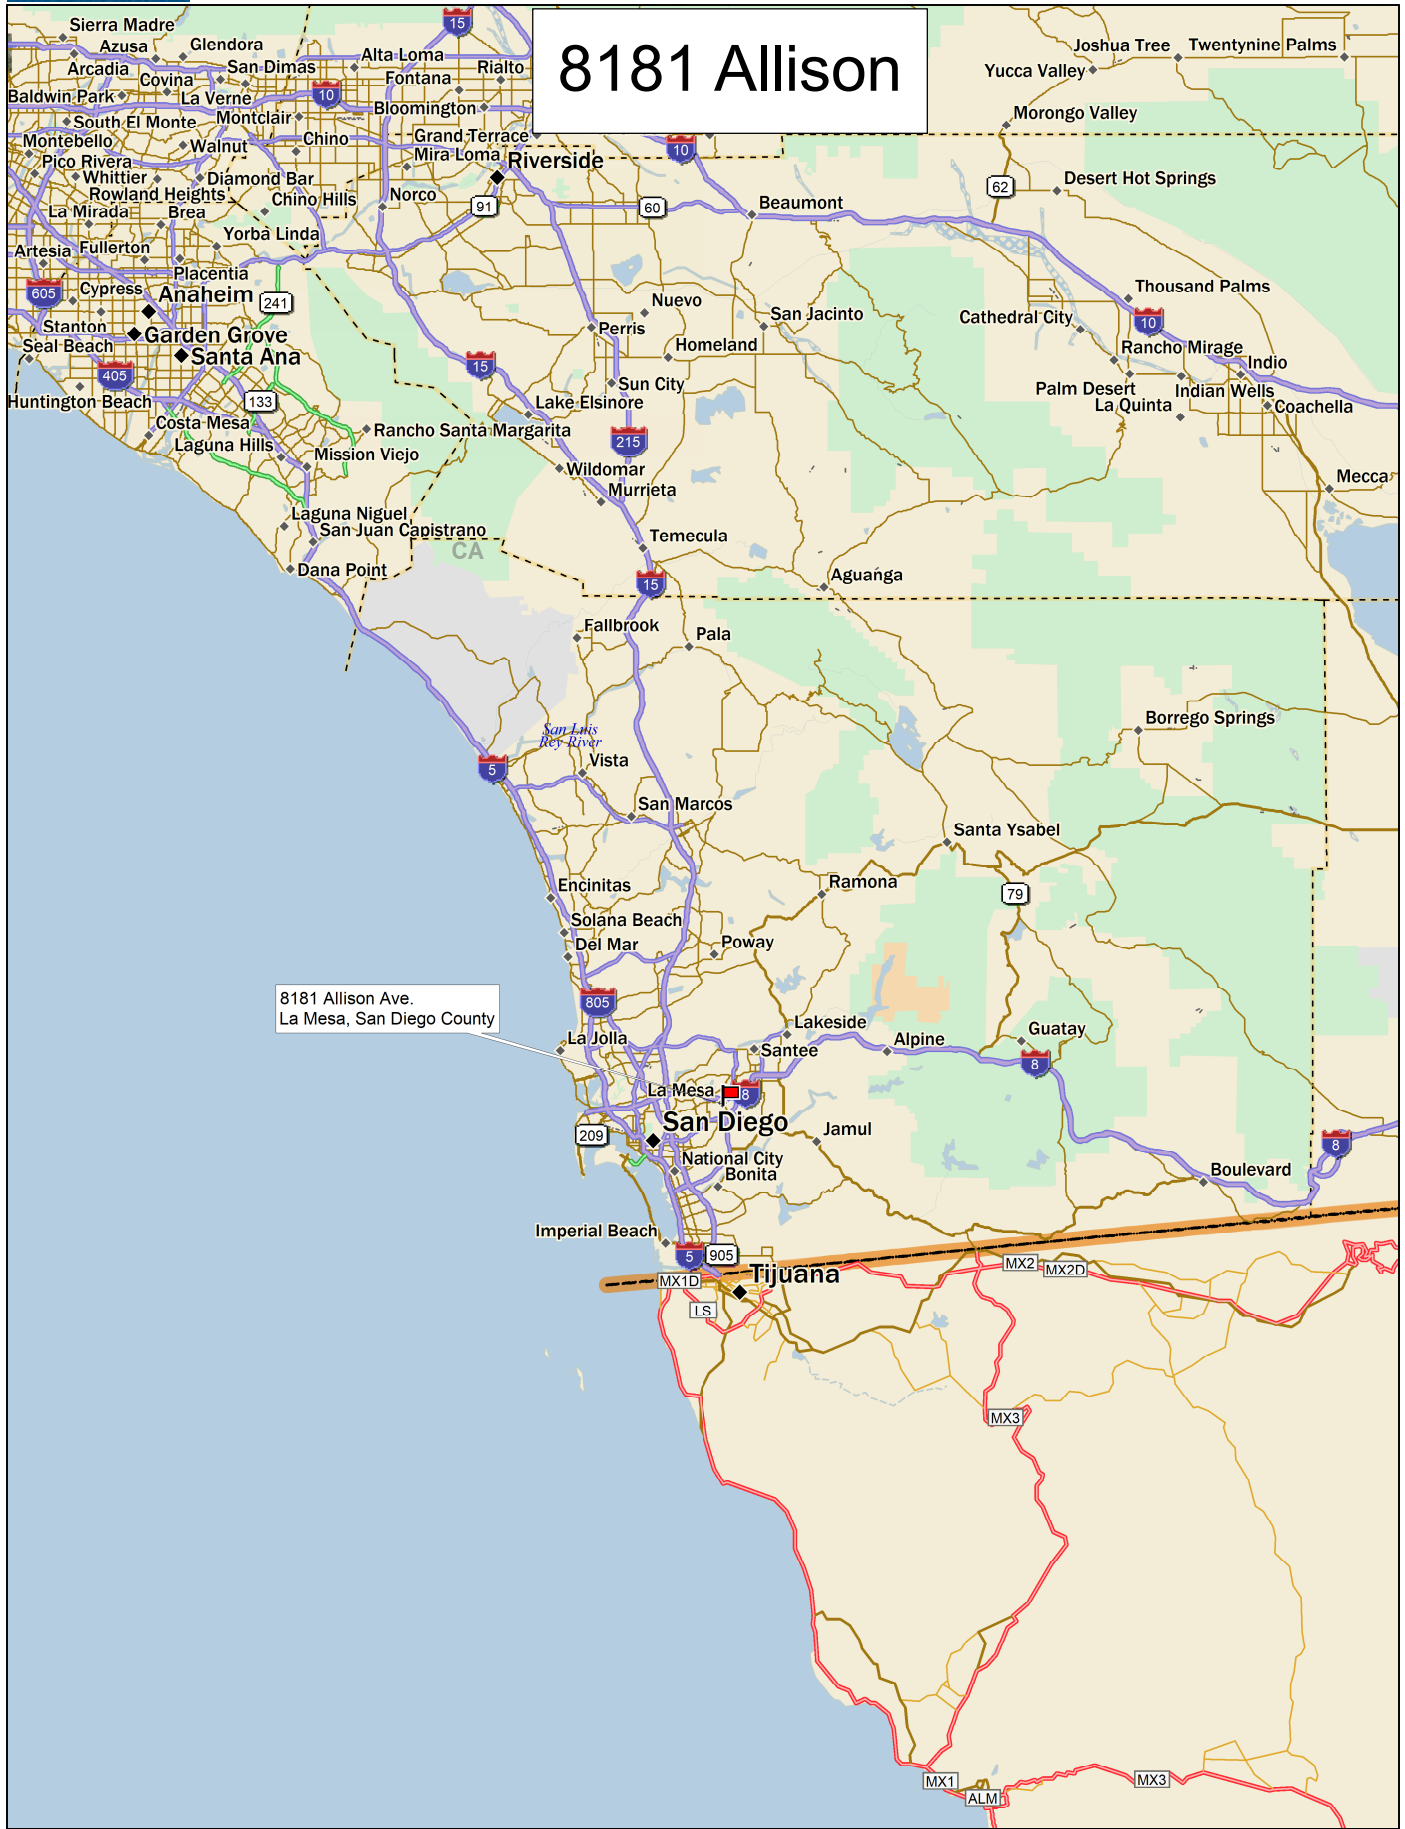 8181 Allison
15
Sierra Madre
Azusa
Glendora
Arcadia
Covina
San Dimas
Alta Loma
Fontana
Rialto
Baldwin Park
La Verne
10
Bloomington
South El Monte
Montclair
Montebello
Walnut
Chino
Grand Terrace
Mira Loma
Riverside
Pico Rivera
Whittier
Diamond Bar
Rowland Heights
Chino Hills
Norco
91
60
10
Beaumont
La Mirada
Brea
Yorba Linda
Artesia
Fullerton
Placentia
605
Cypress
Anaheim
241
Stanton
Garden Grove
Seal Beach
Santa Ana
405
Huntington Beach
133
Costa Mesa
Laguna Hills
Rancho Santa Margarita
Mission Viejo
Laguna Niguel
San Juan Capistrano
Dana Point
CA
Joshua Tree
Twentynine Palms
Yucca Valley
Morongo Valley
62
Desert Hot Springs
Thousand Palms
Cathedral City
10
Rancho Mirage
Indio
Palm Desert
Indian Wells
La Quinta
Coachella
Mecca
Nuevo
San Jacinto
Perris
Homeland
15
Sun City
Lake Elsinore
215
Wildomar
Murrieta
Temecula
15
Aguanga
Fallbrook
Pala
San Luis
Rey River
5
Vista
San Marcos
Borrego Springs
Santa Ysabel
Encinitas
Ramona
79
Solana Beach
Del Mar
Poway
8181 Allison Ave.
La Mesa, San Diego County
805
La Jolla
Lakeside
Santee
Alpine
Guatay
8
La Mesa
8
San Diego
209
Jamul
8
National City
Bonita
Boulevard
Imperial Beach
5
905
MX1D
Tijuana
MX2
MX2D
LS
MX3
MX1
ALM
MX3